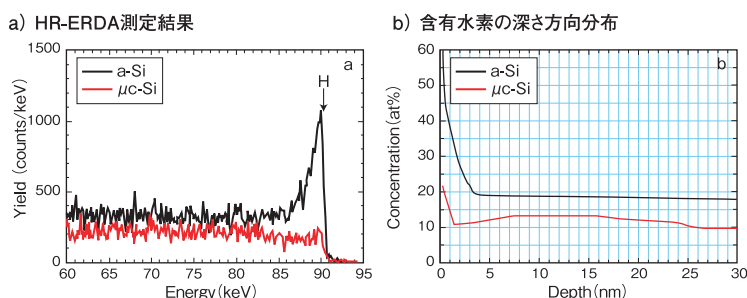 a) HR-ERDA測定結果
1500
1000
500
0
Yield (counts/keV)
a-Si
μc-Si
a
H
60 65 70 75 80 85 90 95
Energy(keV)
b) 含有水素の深さ方向分布
60
50
40
30
20
10
0
Concentration(at%)
a-Si
μc-Si
b
0 5 10 15 20 25 30
Depth(nm)